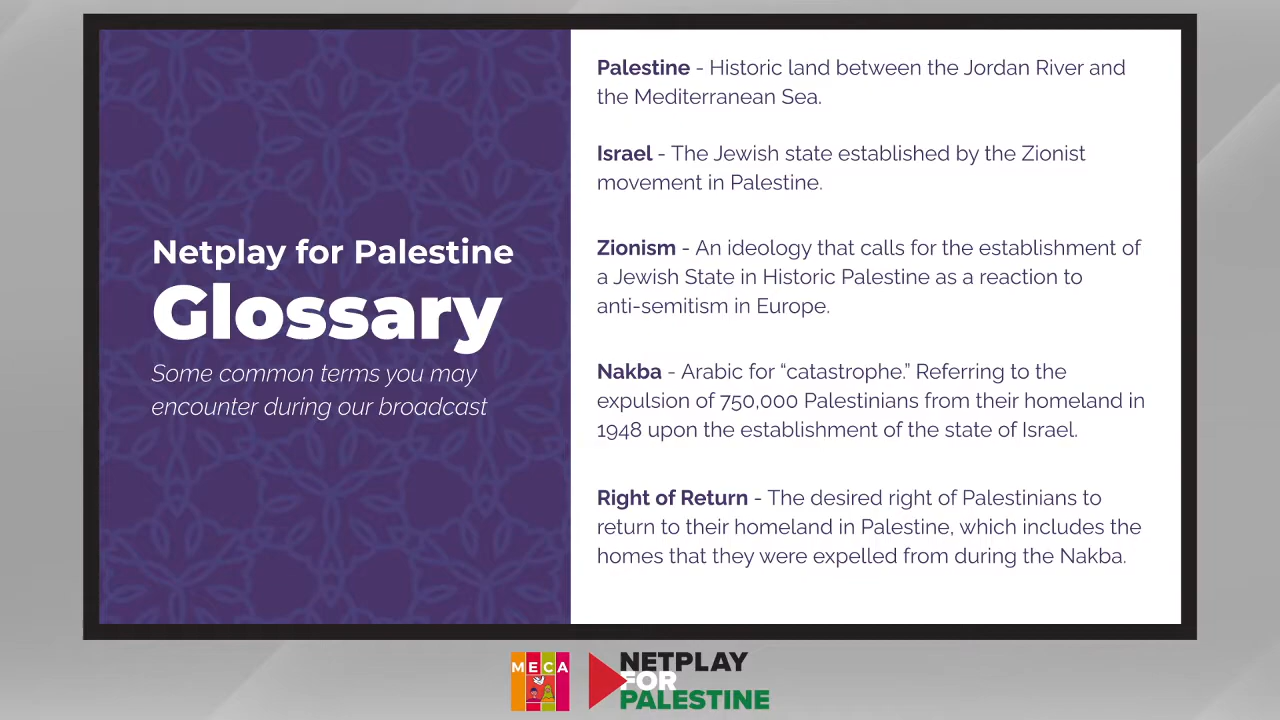 Netplay for Palestine
Glossary
Some common terms you may
encounter during our broadcast
Palestine - Historic land between the Jordan River and
the Mediterranean Sea.
Israel - The Jewish state established by the Zionist
movement in Palestine.
Zionism - An ideology that calls for the establishment of
a Jewish State in Historic Palestine as a reaction to
anti-semitism in Europe.
Nakba - Arabic for “catastrophe.” Referring to the
expulsion of 750,000 Palestinians from their homeland in
1948 upon the establishment of the state of Israel.
Right of Return - The desired right of Palestinians to
return to their homeland in Palestine, which includes the
homes that they were expelled from during the Nakba.
MECA
NETPLAY
FOR
PALESTINE